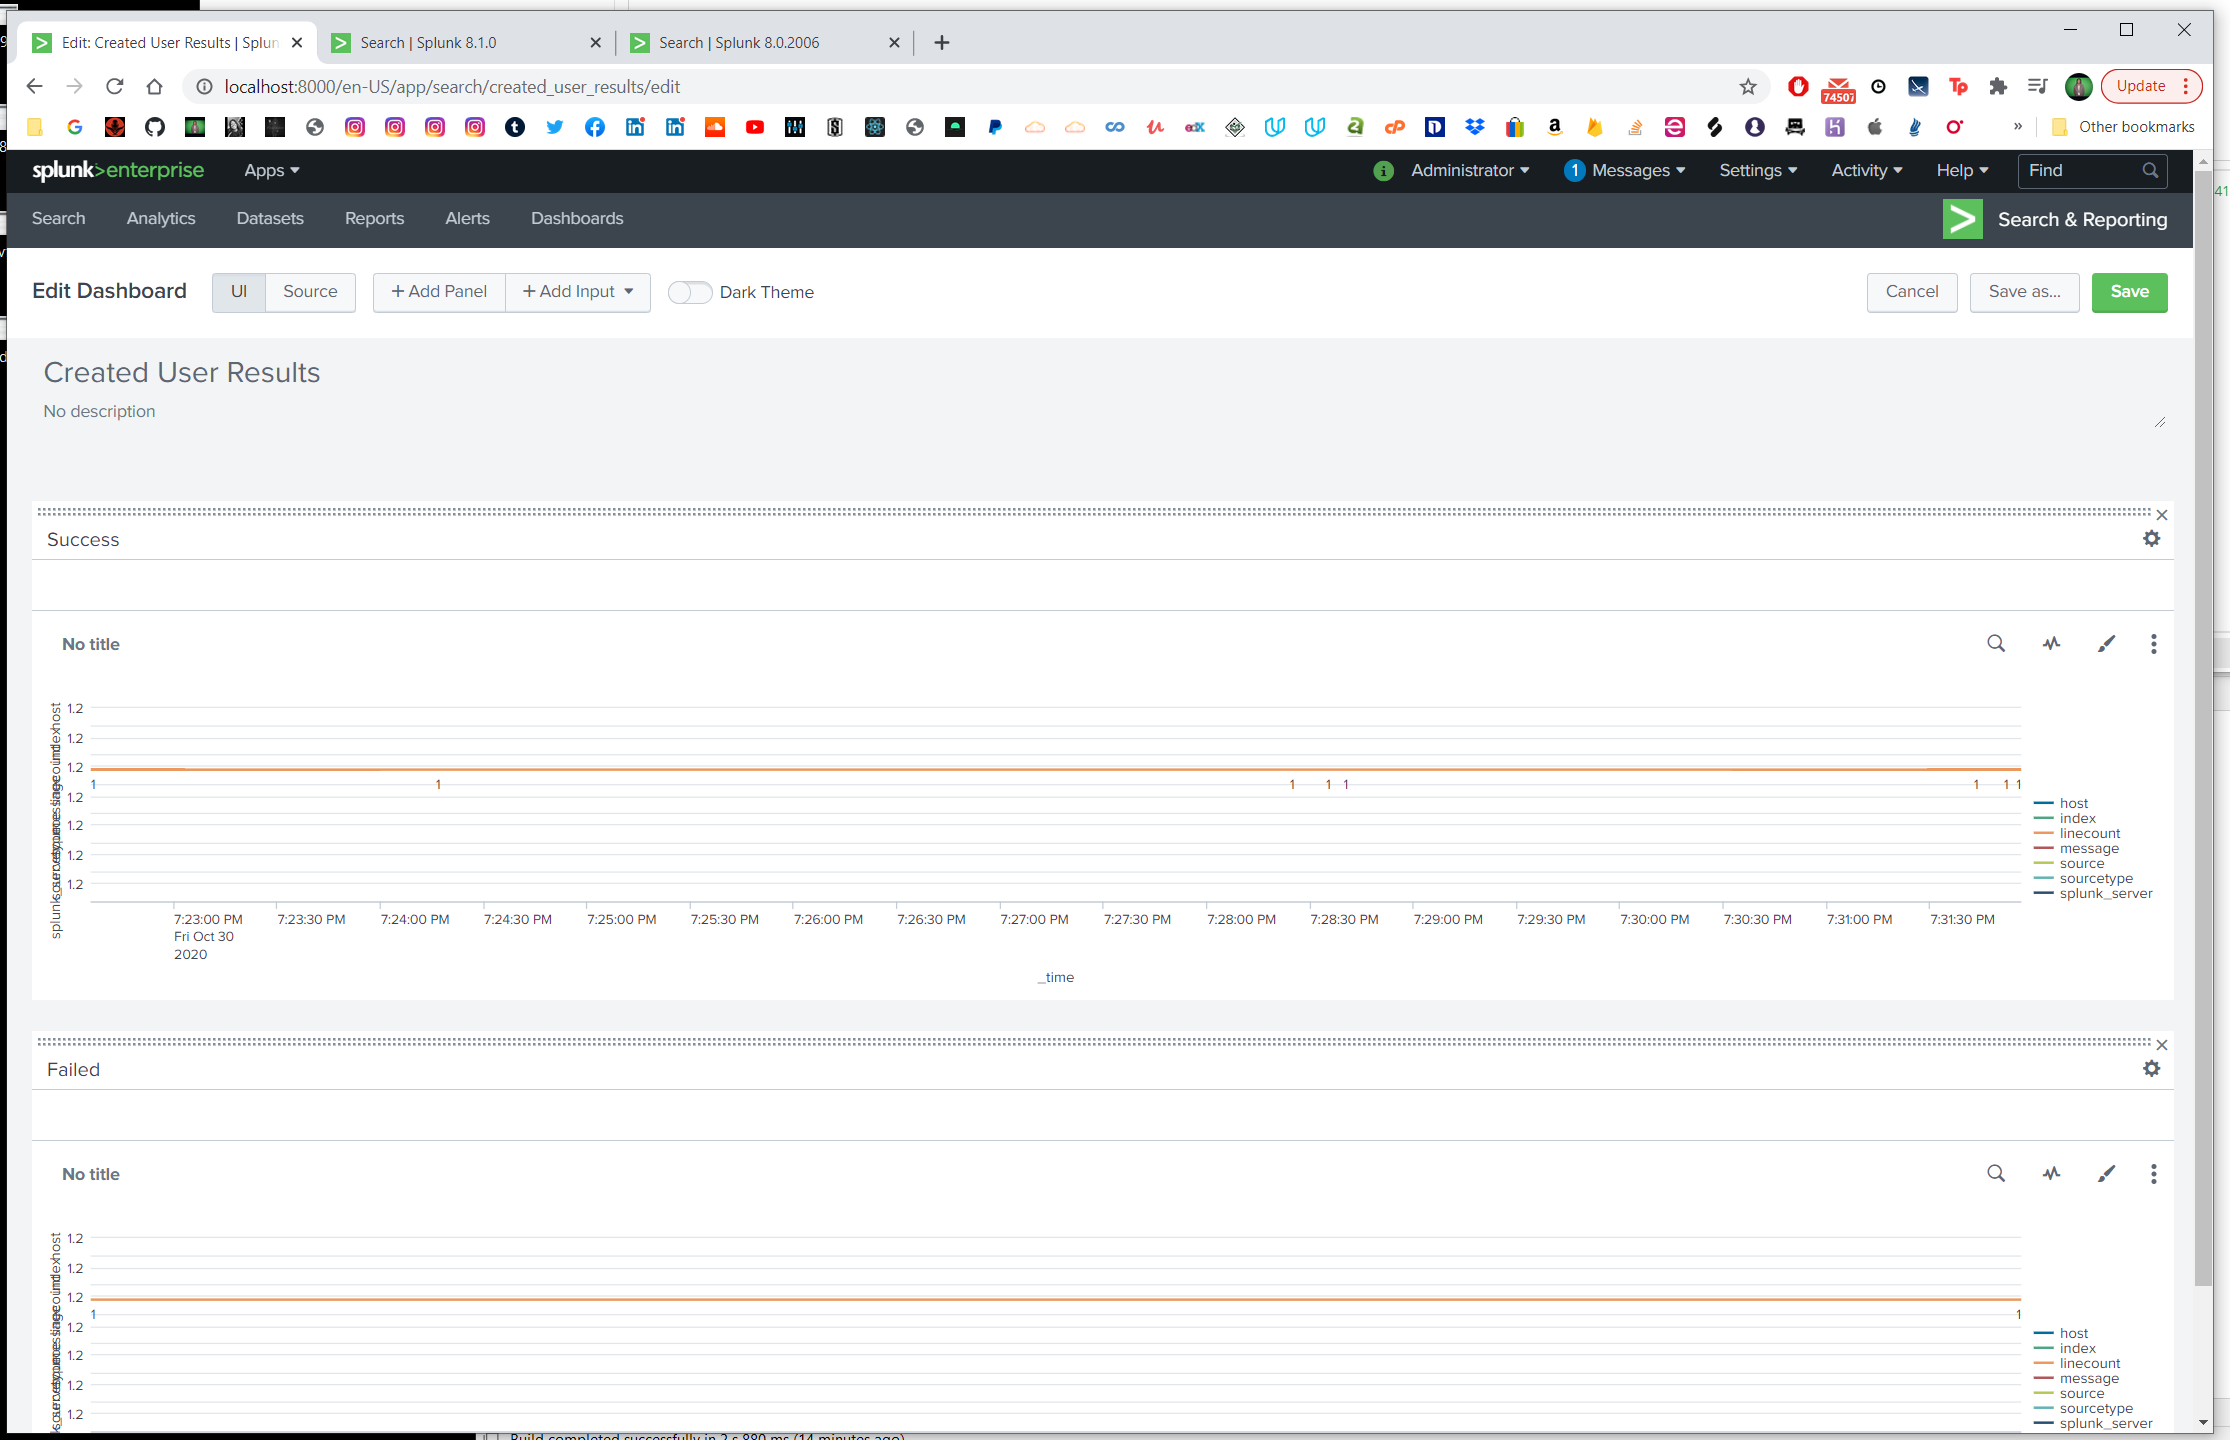 Edit: Created User Results | Splun
Search | Splunk 8.1.0
Search | Splunk 8.0.2006
localhost:8000/en-US/app/search/created_user_results/edit
74507
Update
Other bookmarks
splunk>enterprise
Apps
Administrator
1 Messages
Settings
Activity
Help
Find
Search
Analytics
Datasets
Reports
Alerts
Dashboards
Search & Reporting
41
Edit Dashboard
UI
Source
+ Add Panel
+ Add Input
Dark Theme
Cancel
Save as...
Save
Created User Results
No description
Success
No title
host
1.2
1.2
1.2
1.2
1.2
1.2
1.2
1
1
1
1
1
1
1
1
host
index
linecount
message
source
sourcetype
splunk_server
7:23:00 PM
Fri Oct 30
2020
7:23:30 PM
7:24:00 PM
7:24:30 PM
7:25:00 PM
7:25:30 PM
7:26:00 PM
7:26:30 PM
7:27:00 PM
7:27:30 PM
7:28:00 PM
7:28:30 PM
7:29:00 PM
7:29:30 PM
7:30:00 PM
7:30:30 PM
7:31:00 PM
7:31:30 PM
_time
Failed
No title
host
1.2
1.2
1.2
1.2
1.2
1.2
1.2
1
1
host
index
linecount
message
source
sourcetype
splunk_server
Build completed successfully in 2 s 880 ms (14 minutes ago)